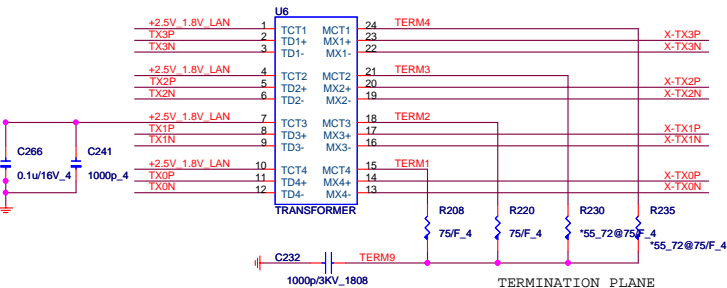 U6
+2.5V_1.8V_LAN 1 TCT1 MCT1 24 TERM4
TX3P 2 TD1+ MX1+ 23 X-TX3P
TX3N 3 TD1- MX1- 22 X-TX3N
+2.5V_1.8V_LAN 4 TCT2 MCT2 21 TERM3
TX2P 5 TD2+ MX2+ 20 X-TX2P
TX2N 6 TD2- MX2- 19 X-TX2N
+2.5V_1.8V_LAN 7 TCT3 MCT3 18 TERM2
TX1P 8 TD3+ MX3+ 17 X-TX1P
TX1N 9 TD3- MX3- 16 X-TX1N
C266 C241
+2.5V_1.8V_LAN 10 TCT4 MCT4 15 TERM1
0.1u/16V_4 1000p_4
TX0P 11 TD4+ MX4+ 14 X-TX0P
TX0N 12 TD4- MX4- 13 X-TX0N
TRANSFORMER
R208 R220 R230 R235
75/F_4 75/F_4 *55_72@75/F_4
*55_72@75/F_4
C232 TERM9
1000p/3KV_1808
TERMINATION PLANE